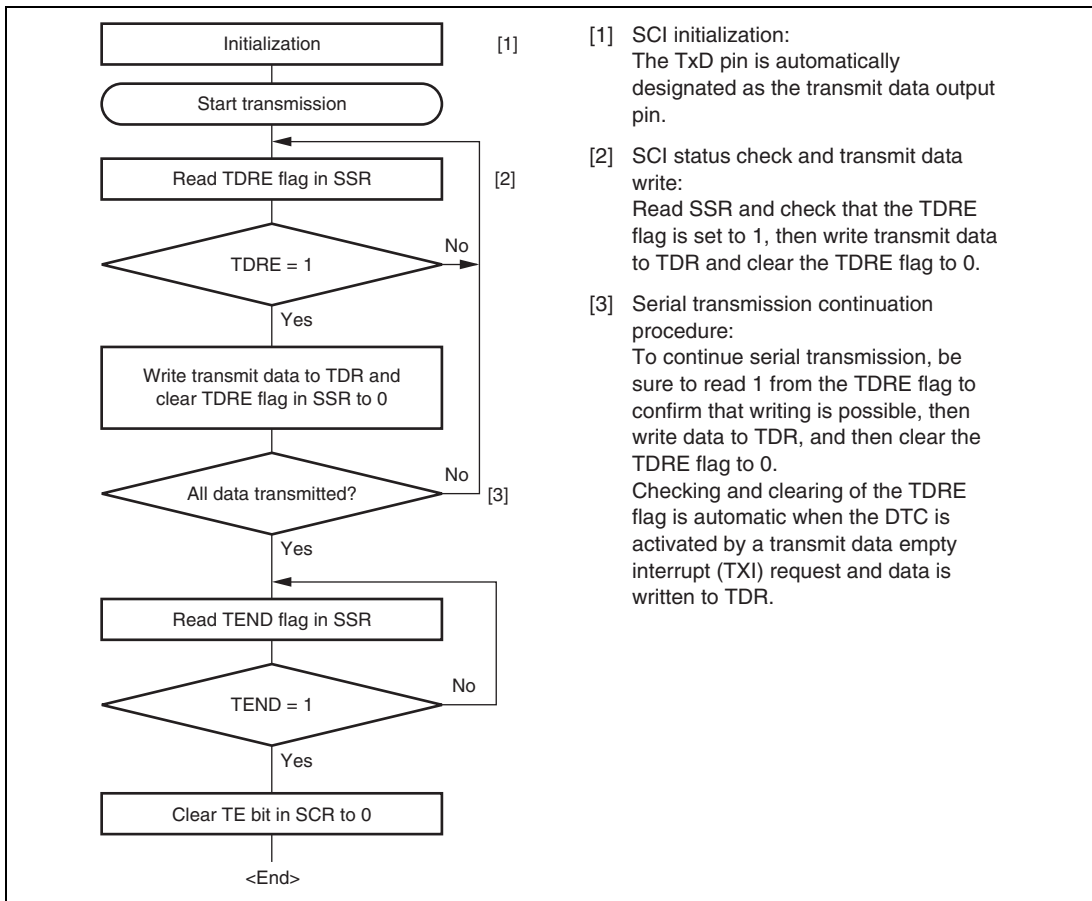 Initialization
[1]
Start transmission
Read TDRE flag in SSR
[2]
TDRE = 1
No
Yes
Write transmit data to TDR and
clear TDRE flag in SSR to 0
All data transmitted?
No
[3]
Yes
Read TEND flag in SSR
TEND = 1
No
Yes
Clear TE bit in SCR to 0
<End>
[1] SCI initialization:
The TxD pin is automatically
designated as the transmit data output
pin.
[2] SCI status check and transmit data
write:
Read SSR and check that the TDRE
flag is set to 1, then write transmit data
to TDR and clear the TDRE flag to 0.
[3] Serial transmission continuation
procedure:
To continue serial transmission, be
sure to read 1 from the TDRE flag to
confirm that writing is possible, then
write data to TDR, and then clear the
TDRE flag to 0.
Checking and clearing of the TDRE
flag is automatic when the DTC is
activated by a transmit data empty
interrupt (TXI) request and data is
written to TDR.